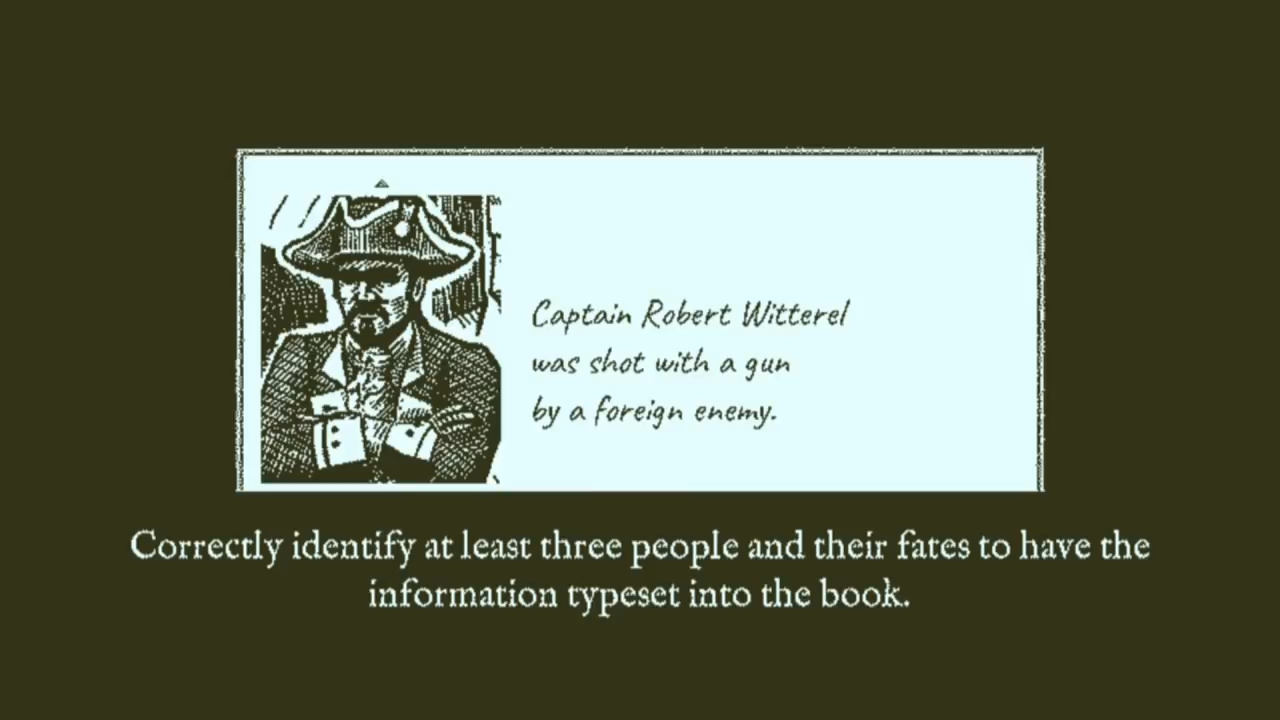 Captain Robert Witterel
was shot with a gun
by a foreign enemy.
Correctly identify at least three people and their fates to have the
information typeset into the book.